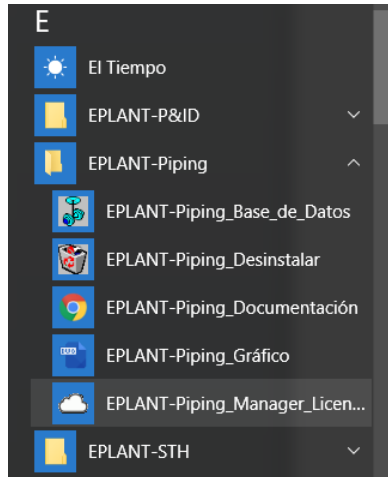 E
El Tiempo
EPLANT-P&ID
EPLANT-Piping
EPLANT-Piping_Base_de_Datos
EPLANT-Piping_Desinstalar
EPLANT-Piping_Documentación
EPLANT-Piping_Gráfico
EPLANT-Piping_Manager_Licen...
EPLANT-STH